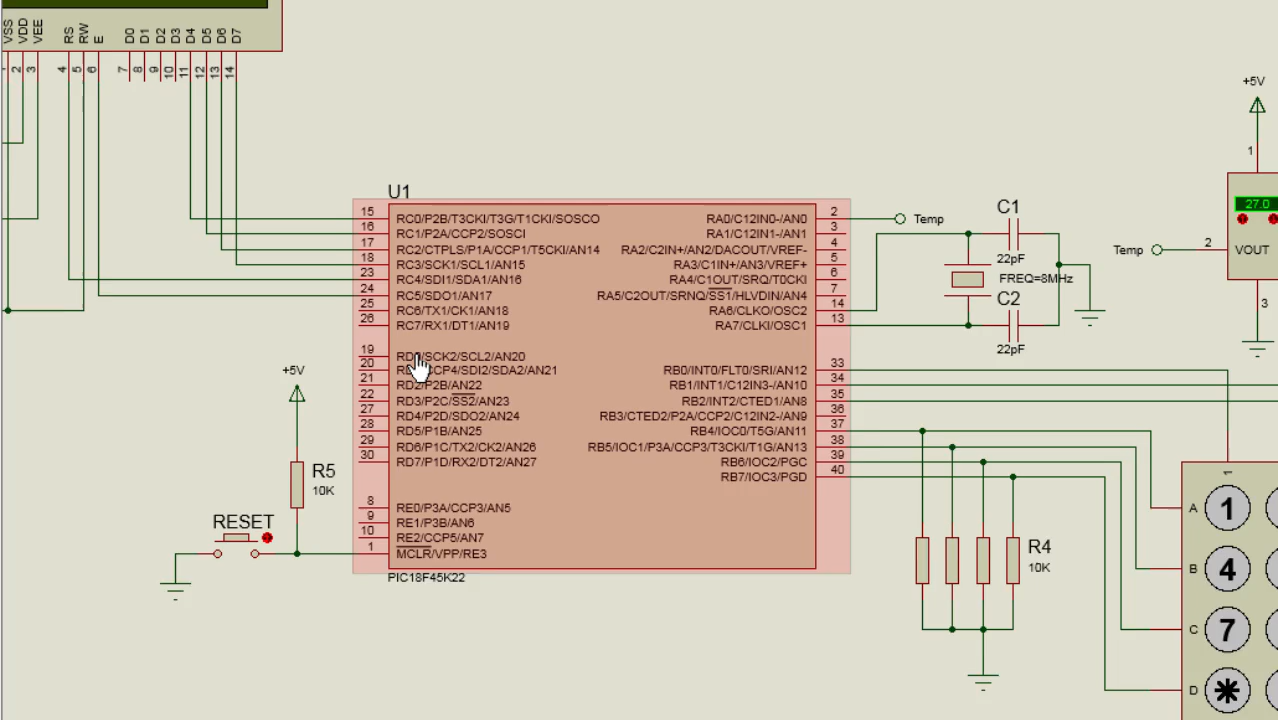 VSS VDD VEE RS RW E D0 D1 D2 D3 D4 D5 D6 D7
1 2 3 4 5 6 7 8 9 10 11 12 13 14
+5V
1
27.0
2
VOUT
3
Temp
U1
15 RC0/P2B/T3CKI/T3G/T1CKI/SOSCO
16 RC1/P2A/CCP2/SOSCI
17 RC2/CTPLS/P1A/CCP1/T5CKI/AN14
18 RC3/SCK1/SCL1/AN15
23 RC4/SDI1/SDA1/AN16
24 RC5/SDO1/AN17
25 RC6/TX1/CK1/AN18
26 RC7/RX1/DT1/AN19
19 RD0/SCK2/SCL2/AN20
20 CCP4/SDI2/SDA2/AN21
21 RD2/P2B/AN22
22 RD3/P2C/SS2/AN23
27 RD4/P2D/SDO2/AN24
28 RD5/P1B/AN25
29 RD6/P1C/TX2/CK2/AN26
30 RD7/P1D/RX2/DT2/AN27
8 RE0/P3A/CCP3/AN5
9 RE1/P3B/AN6
10 RE2/CCP5/AN7
1 MCLR/VPP/RE3
RA0/C12IN0-/AN0 2
RA1/C12IN1-/AN1 3
RA2/C2IN+/AN2/DACOUT/VREF- 4
RA3/C1IN+/AN3/VREF+ 5
RA4/C1OUT/SRQ/T0CKI 6
RA5/C2OUT/SRNQ/SS1/HLVDIN/AN4 7
RA6/CLKO/OSC2 14
RA7/CLKI/OSC1 13
RB0/INT0/FLT0/SRI/AN12 33
RB1/INT1/C12IN3-/AN10 34
RB2/INT2/CTED1/AN8 35
RB3/CTED2/P2A/CCP2/C12IN2-/AN9 36
RB4/IOC0/T5G/AN11 37
RB5/IOC1/P3A/CCP3/T3CKI/T1G/AN13 38
RB6/IOC2/PGC 39
RB7/IOC3/PGD 40
PIC18F45K22
Temp
C1
22pF
FREQ=8MHz
C2
22pF
+5V
R5
10K
RESET
R4
10K
1
A 1
B 4
C 7
D ✱